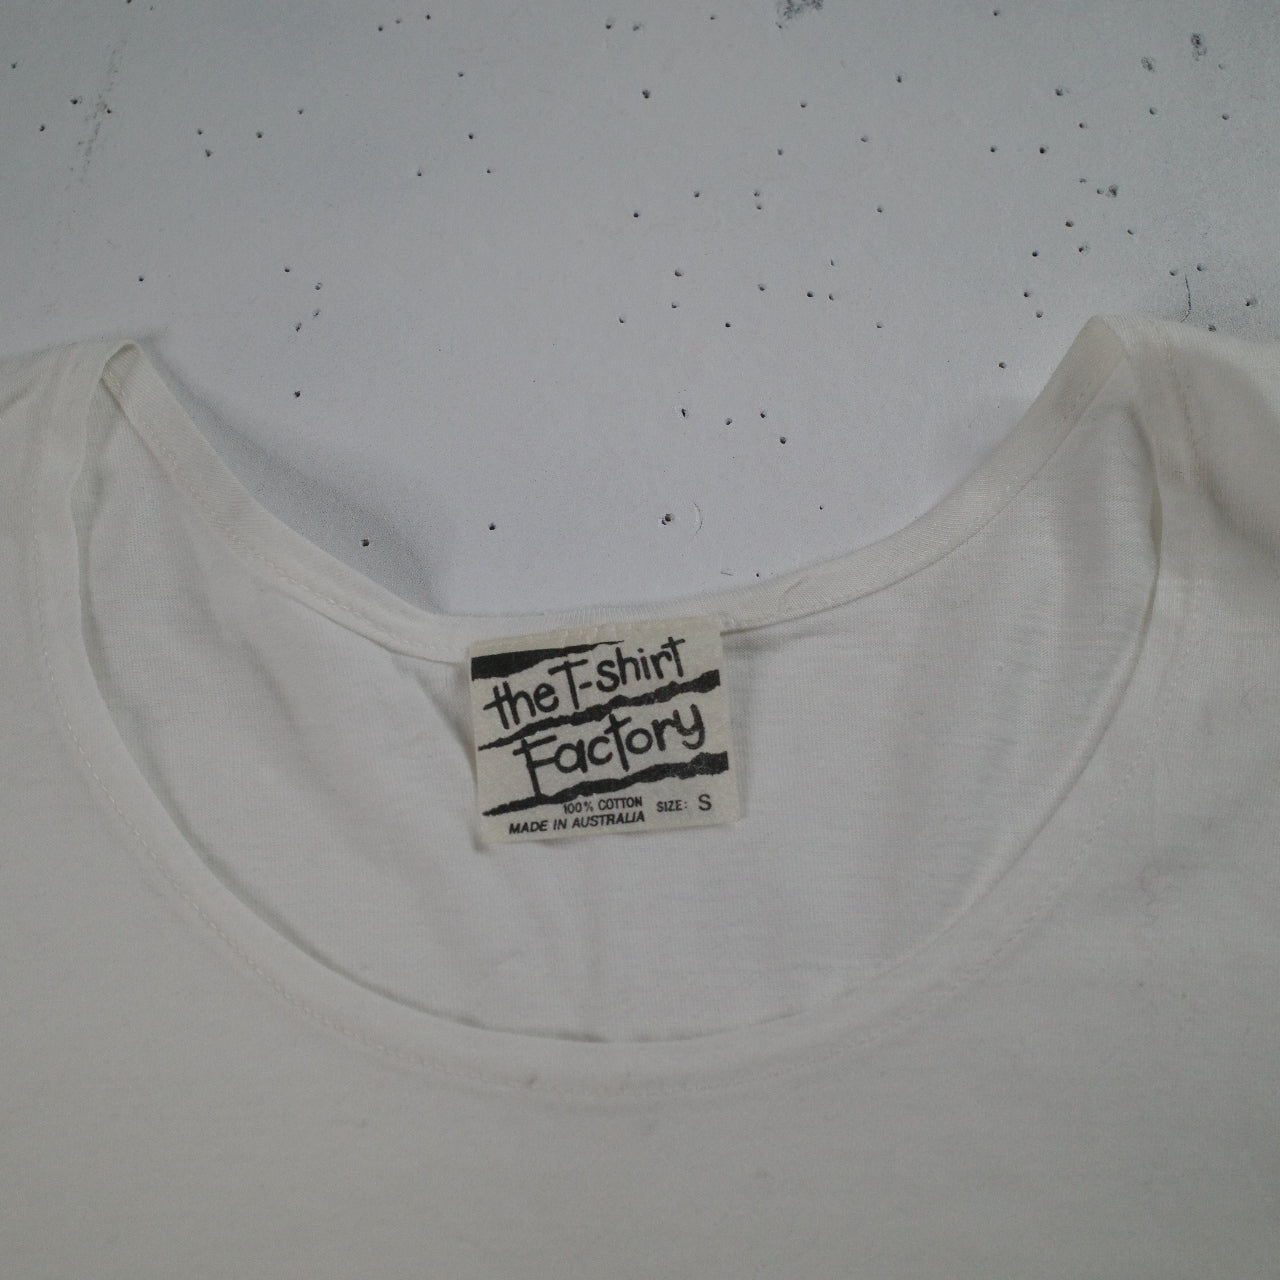 the T-shirt
Factory
100% COTTON SIZE: S
MADE IN AUSTRALIA